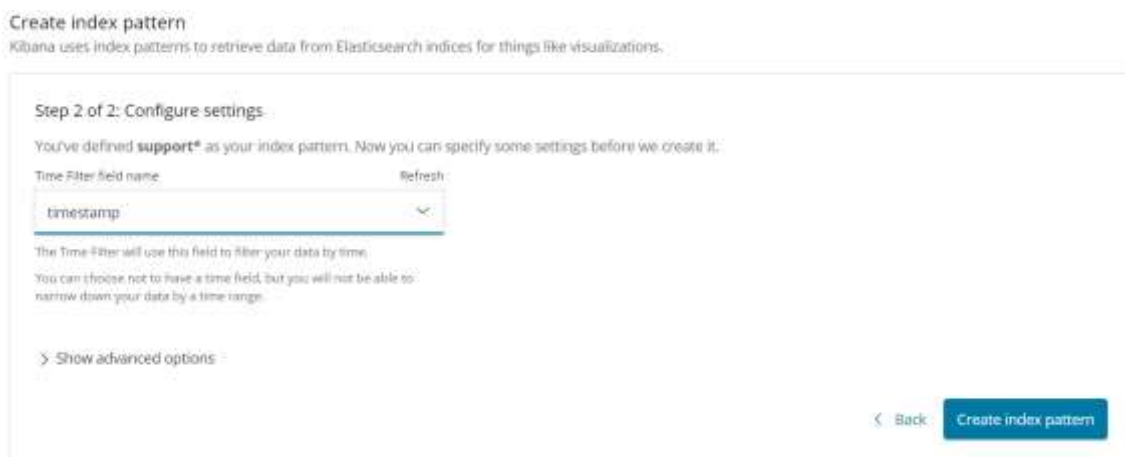 Create index pattern
Kibana uses index patterns to retrieve data from Elasticsearch indices for things like visualizations.
Step 2 of 2: Configure settings
You've defined support* as your index pattern. Now you can specify some settings before we create it.
Time Filter field name Refresh
timestamp
The Time Filter will use this field to filter your data by time.
You can choose not to have a time field, but you will not be able to
narrow down your data by a time range.
Show advanced options
Back Create index pattern